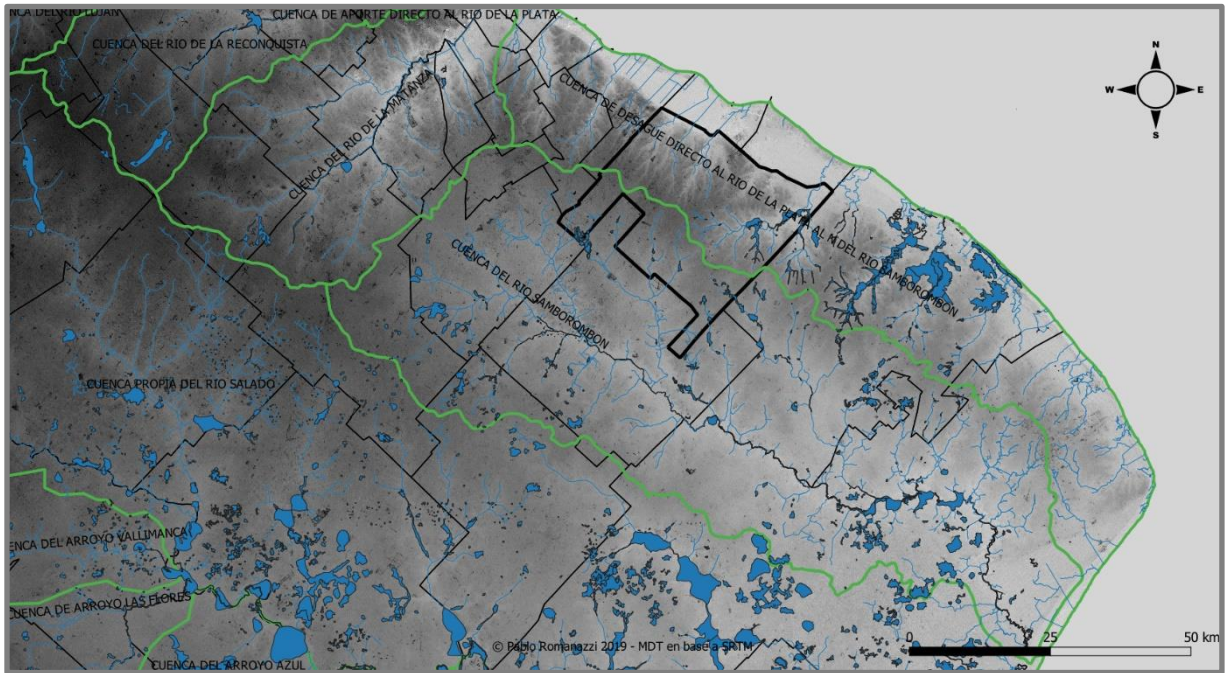 NCA DEL RIO LUJAN
CUENCA DE APORTE DIRECTO AL RIO DE LA PLATA
CUENCA DEL RIO DE LA RECONQUISTA
CUENCA DEL RIO DE LA MATANZA
CUENCA DE DESAGUE DIRECTO AL RIO DE LA PLATA AL N DEL RIO SAMBOROMBON
N
W
E
S
CUENCA DEL RIO SAMBOROMBON
CUENCA PROPIA DEL RIO SALADO
ENCA DEL ARROYO VALLIMANCA
CUENCA DE ARROYO LAS FLORES
CUENCA DEL ARROYO AZUL
© Pablo Romanazzi 2019 - MDT en base a SRTM
0 25 50 km